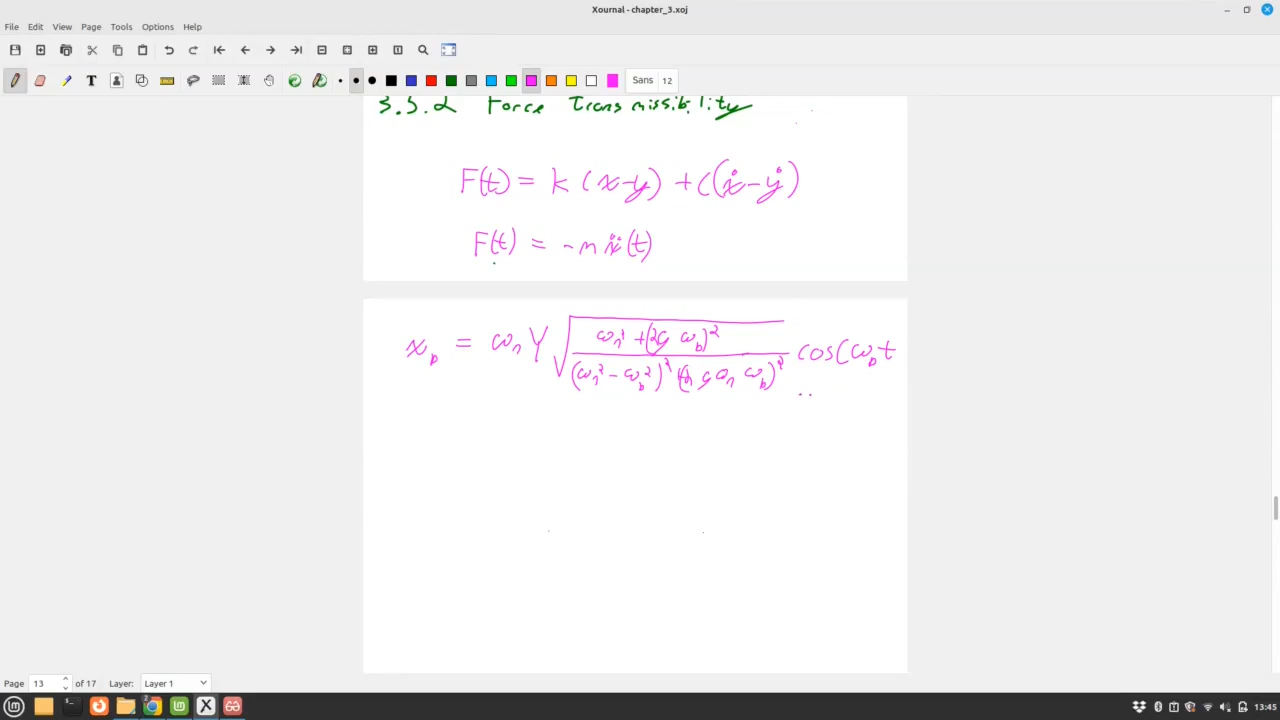 Xournal - chapter_3.xoj
File Edit View Page Tools Options Help
Sans 12
3.5.2 Force Transmissibility
F(t) = k (x-y) + c(ẋ-ẏ)
F(t) = -m ẍ(t)
x_p = ω_n Y √((ω_n² + (2ζ ω_b)²) / ((ω_n² - ω_b²)² + (2ζ ω_n ω_b)²)) cos(ω_b t
Page 13 of 17 Layer: Layer 1
2
13:45